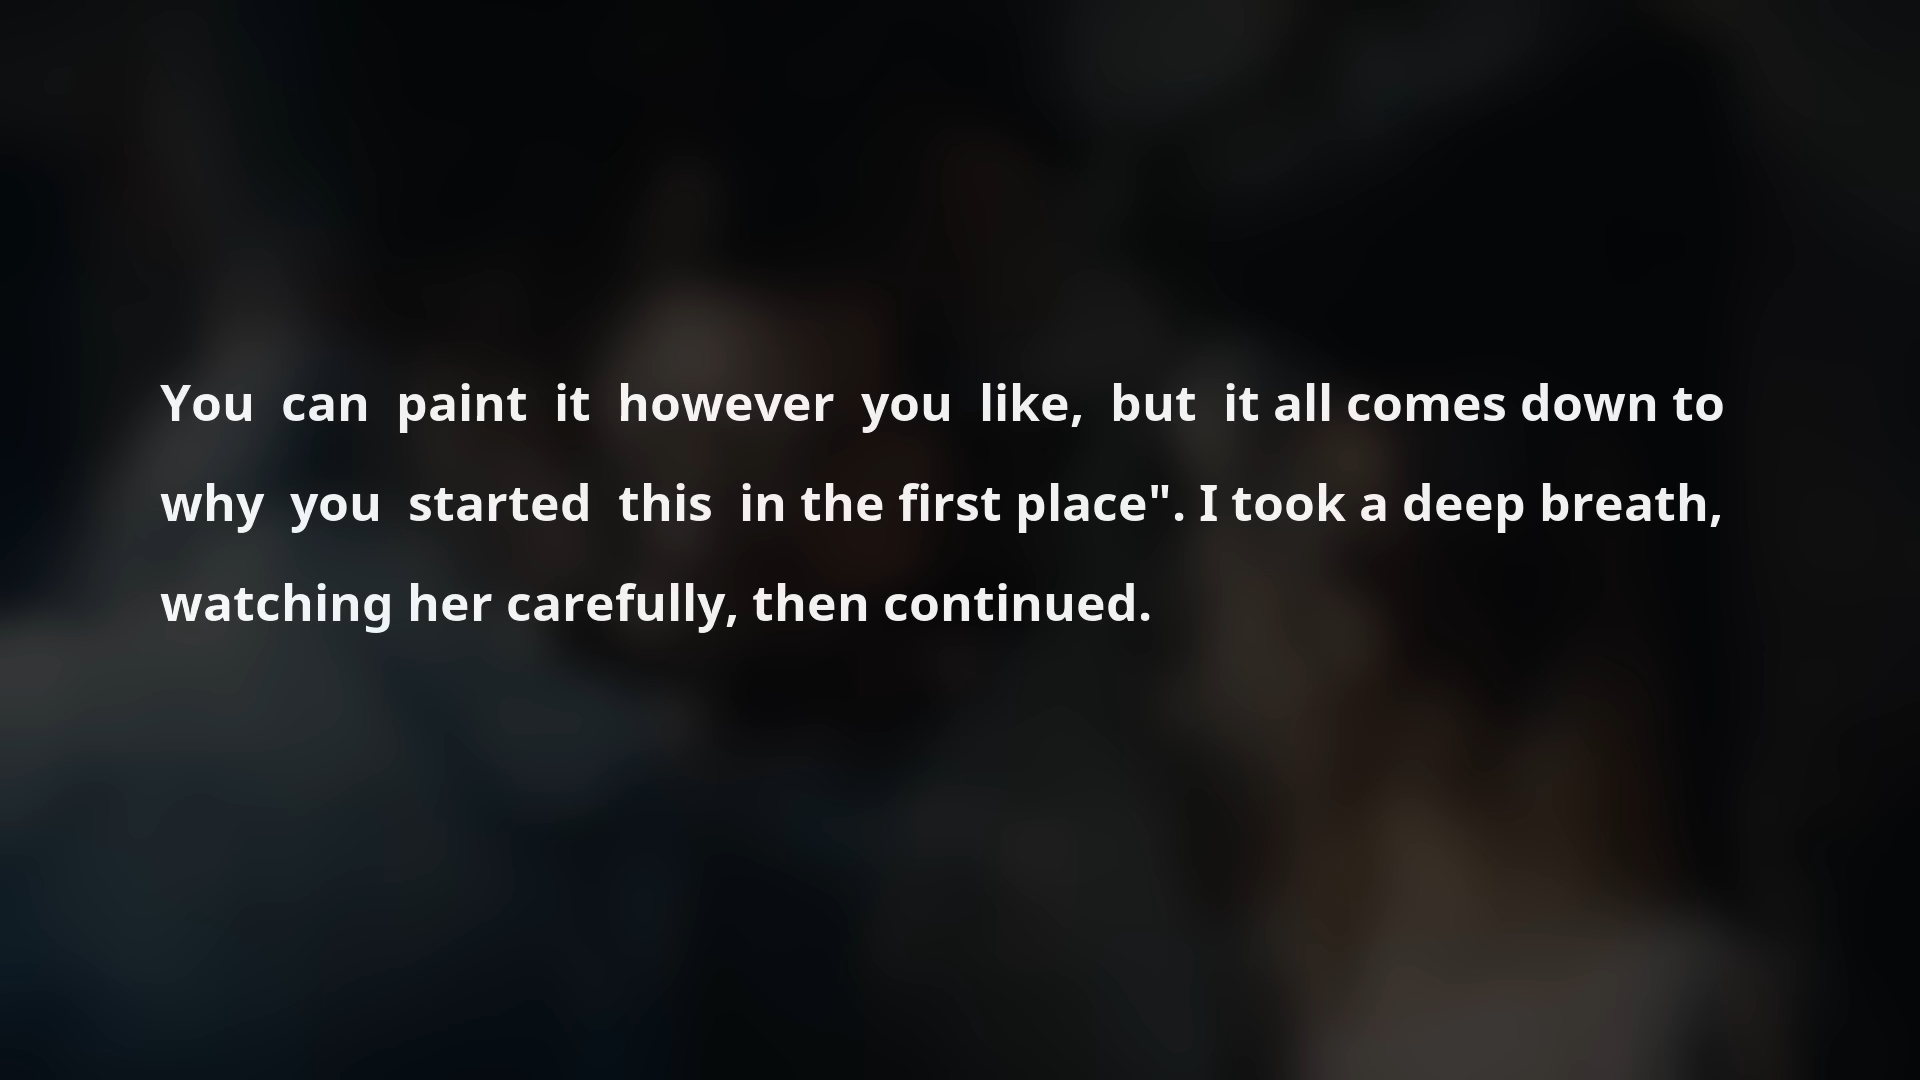 You can paint it however you like, but it all comes down to
why you started this in the first place". I took a deep breath,
watching her carefully, then continued.